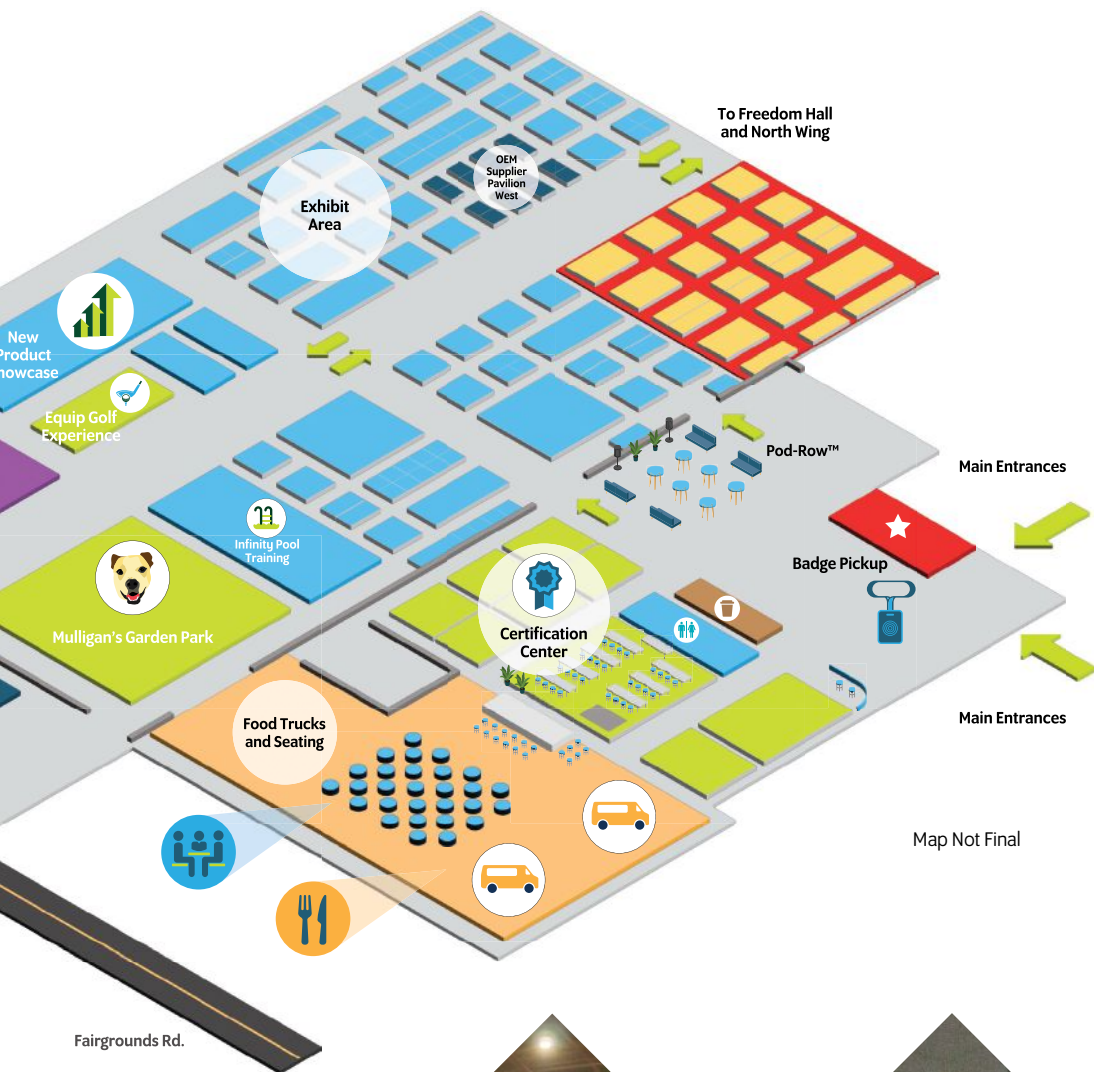 To Freedom Hall
and North Wing
OEM
Supplier
Pavilion
West
Exhibit
Area
New
Product
howcase
Equip Golf
Experience
Pod-Row™
Main Entrances
Infinity Pool
Training
Badge Pickup
Mulligan's Garden Park
Certification
Center
Food Trucks
and Seating
Main Entrances
Map Not Final
Fairgrounds Rd.